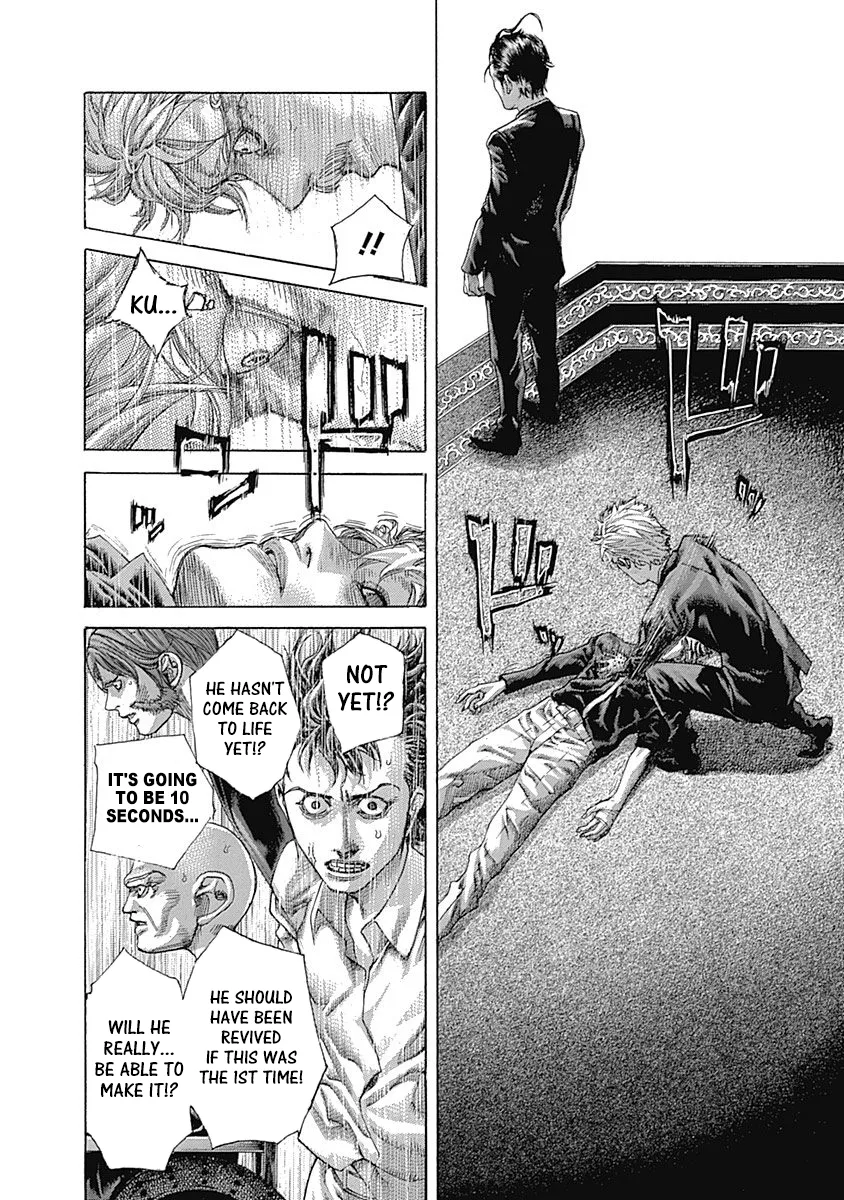 !!
KU...
NOT
YET!?
HE HASN'T
COME BACK
TO LIFE
YET!?
IT'S GOING
TO BE 10
SECONDS...
HE SHOULD
HAVE BEEN
REVIVED
IF THIS WAS
THE 1ST TIME!
WILL HE
REALLY...
BE ABLE TO
MAKE IT!?